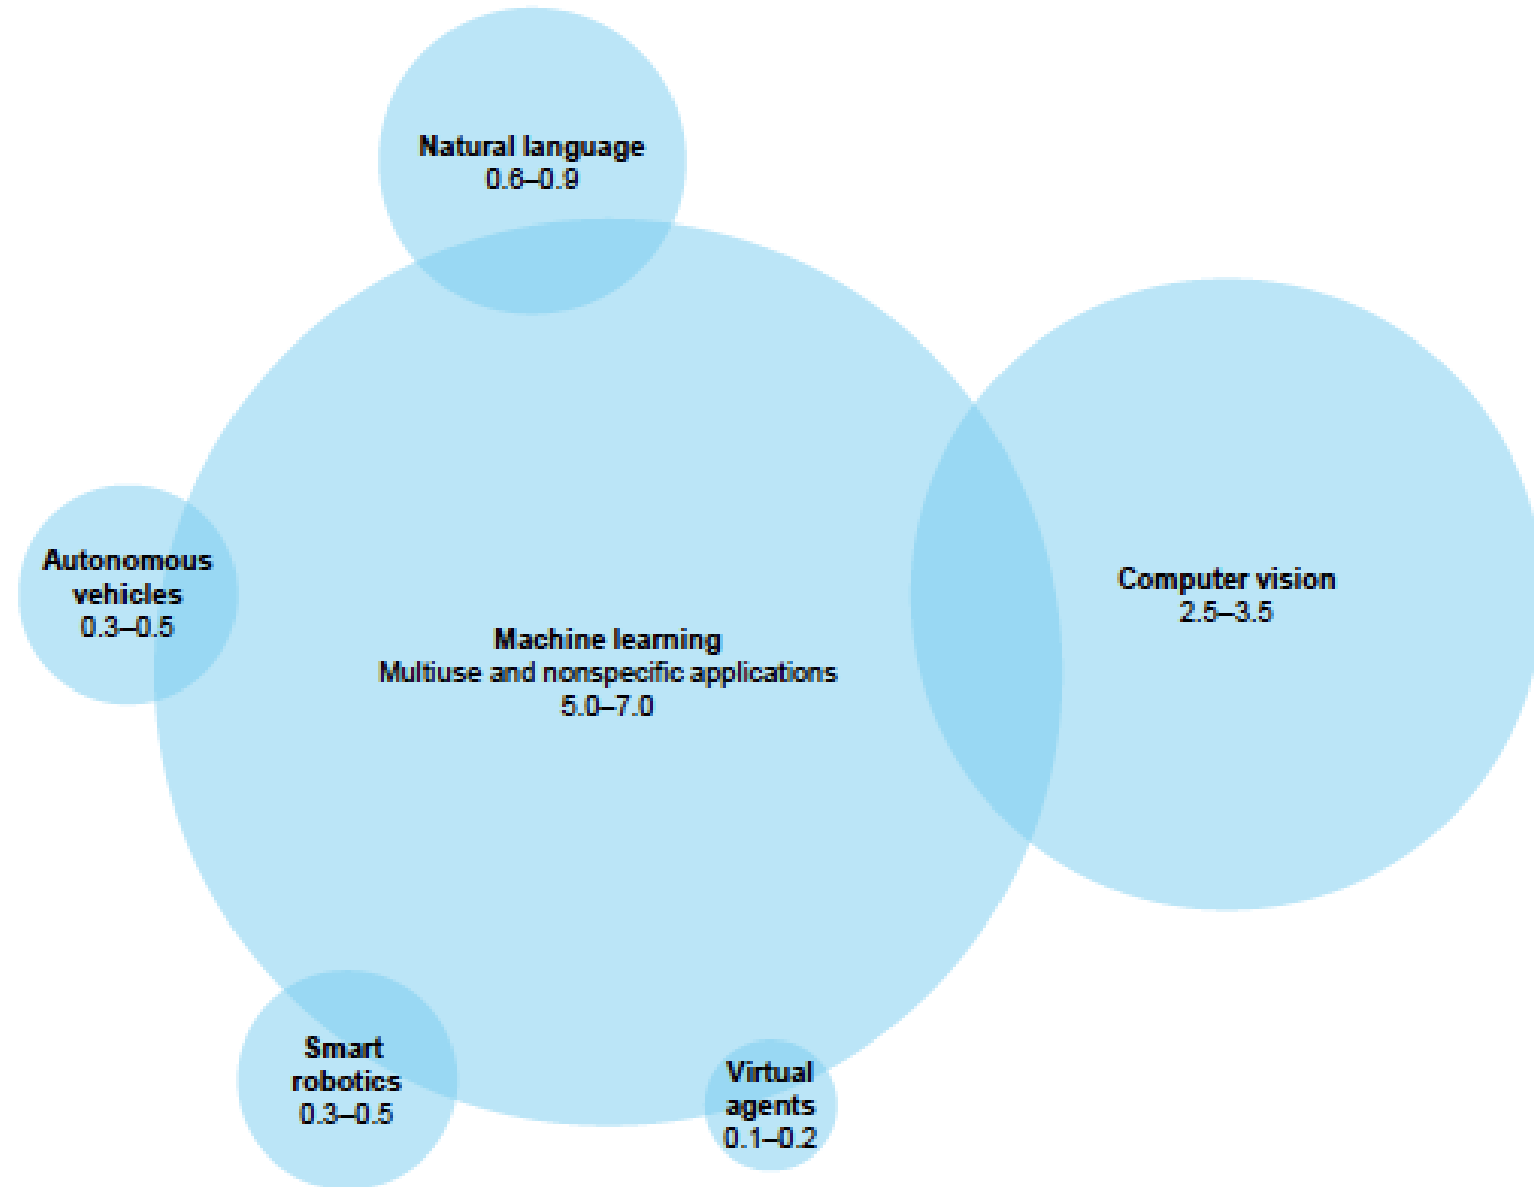 Natural language
0.6–0.9
Autonomous
vehicles
0.3–0.5
Machine learning
Multiuse and nonspecific applications
5.0–7.0
Computer vision
2.5–3.5
Smart
robotics
0.3–0.5
Virtual
agents
0.1–0.2